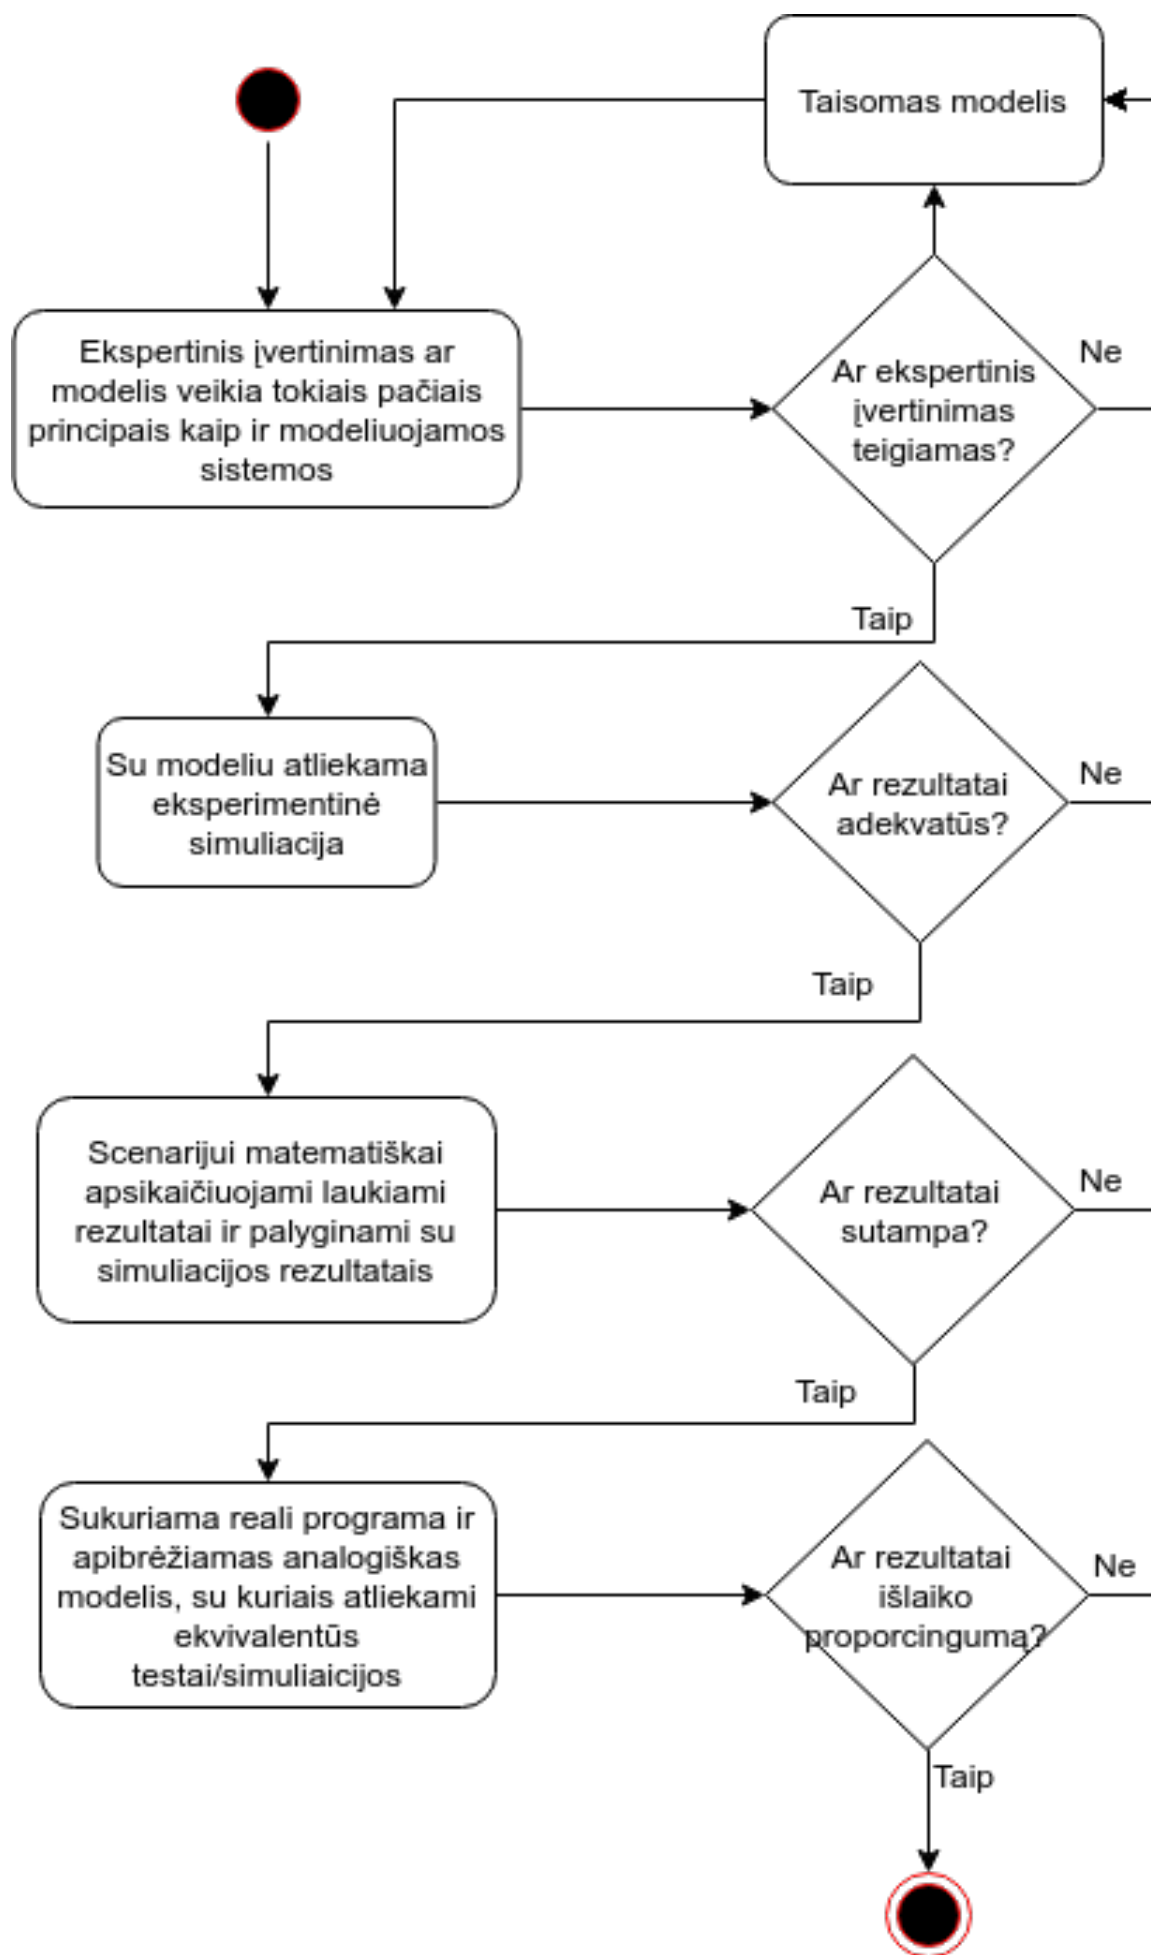 Taisomas modelis
Ekspertinis įvertinimas ar
modelis veikia tokiais pačiais
principais kaip ir modeliuojamos
sistemos
Ar ekspertinis
įvertinimas
teigiamas?
Ne
Taip
Su modeliu atliekama
eksperimentinė
simuliacija
Ar rezultatai
adekvatūs?
Ne
Taip
Scenarijui matematiškai
apsikaičiuojami laukiami
rezultatai ir palyginami su
simuliacijos rezultatais
Ar rezultatai
sutampa?
Ne
Taip
Sukuriama reali programa ir
apibrėžiamas analogiškas
modelis, su kuriais atliekami
ekvivalentūs
testai/simuliaicijos
Ar rezultatai
išlaiko
proporcingumą?
Ne
Taip